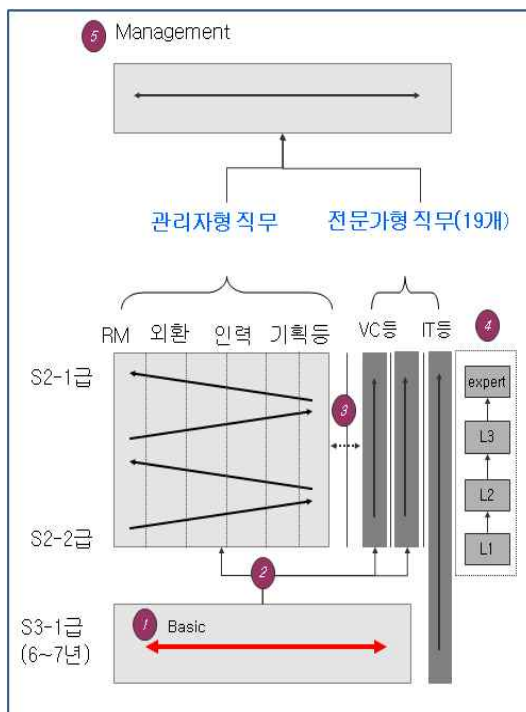 5 Management
관리자형 직무 전문가형 직무(19개)
RM 외환 인력 기획등 VC등 IT등 4
S2-1급
expert
3
L3
L2
S2-2급
L1
2
S3-1급
(6~7년)
1 Basic